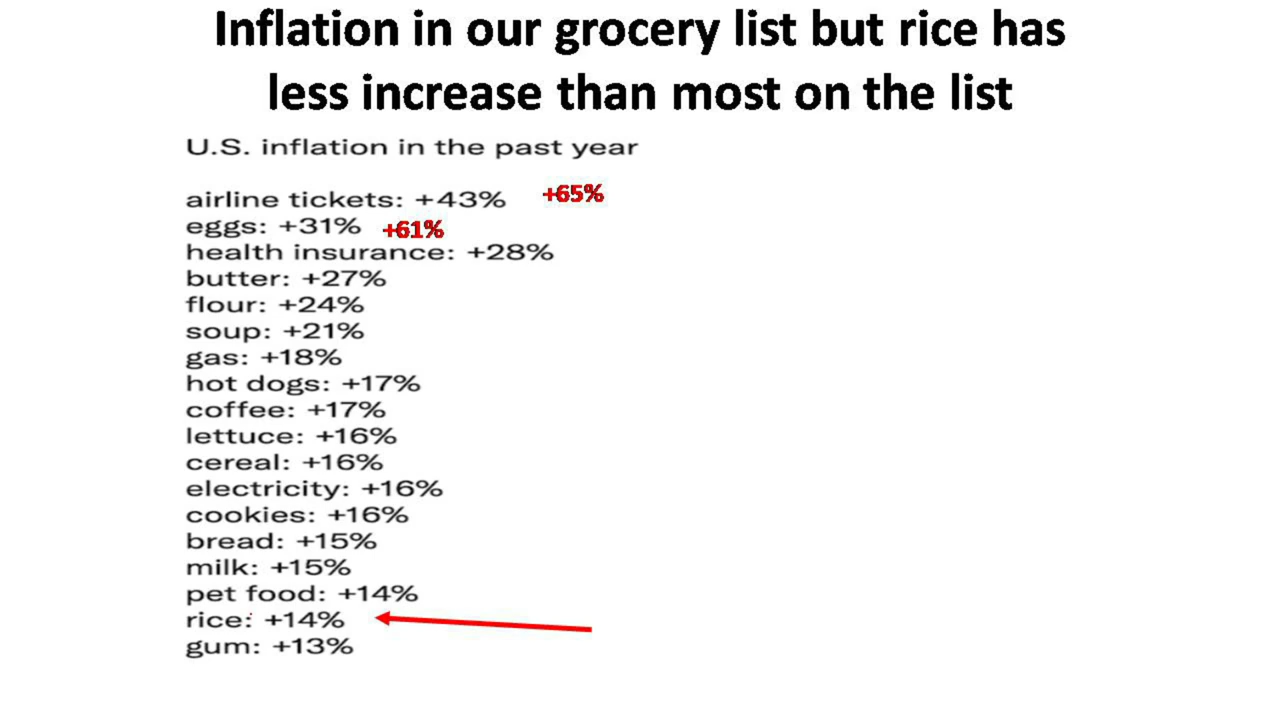 Inflation in our grocery list but rice has
less increase than most on the list
U.S. inflation in the past year
airline tickets: +43% +65%
eggs: +31% +61%
health insurance: +28%
butter: +27%
flour: +24%
soup: +21%
gas: +18%
hot dogs: +17%
coffee: +17%
lettuce: +16%
cereal: +16%
electricity: +16%
cookies: +16%
bread: +15%
milk: +15%
pet food: +14%
rice: +14%
gum: +13%